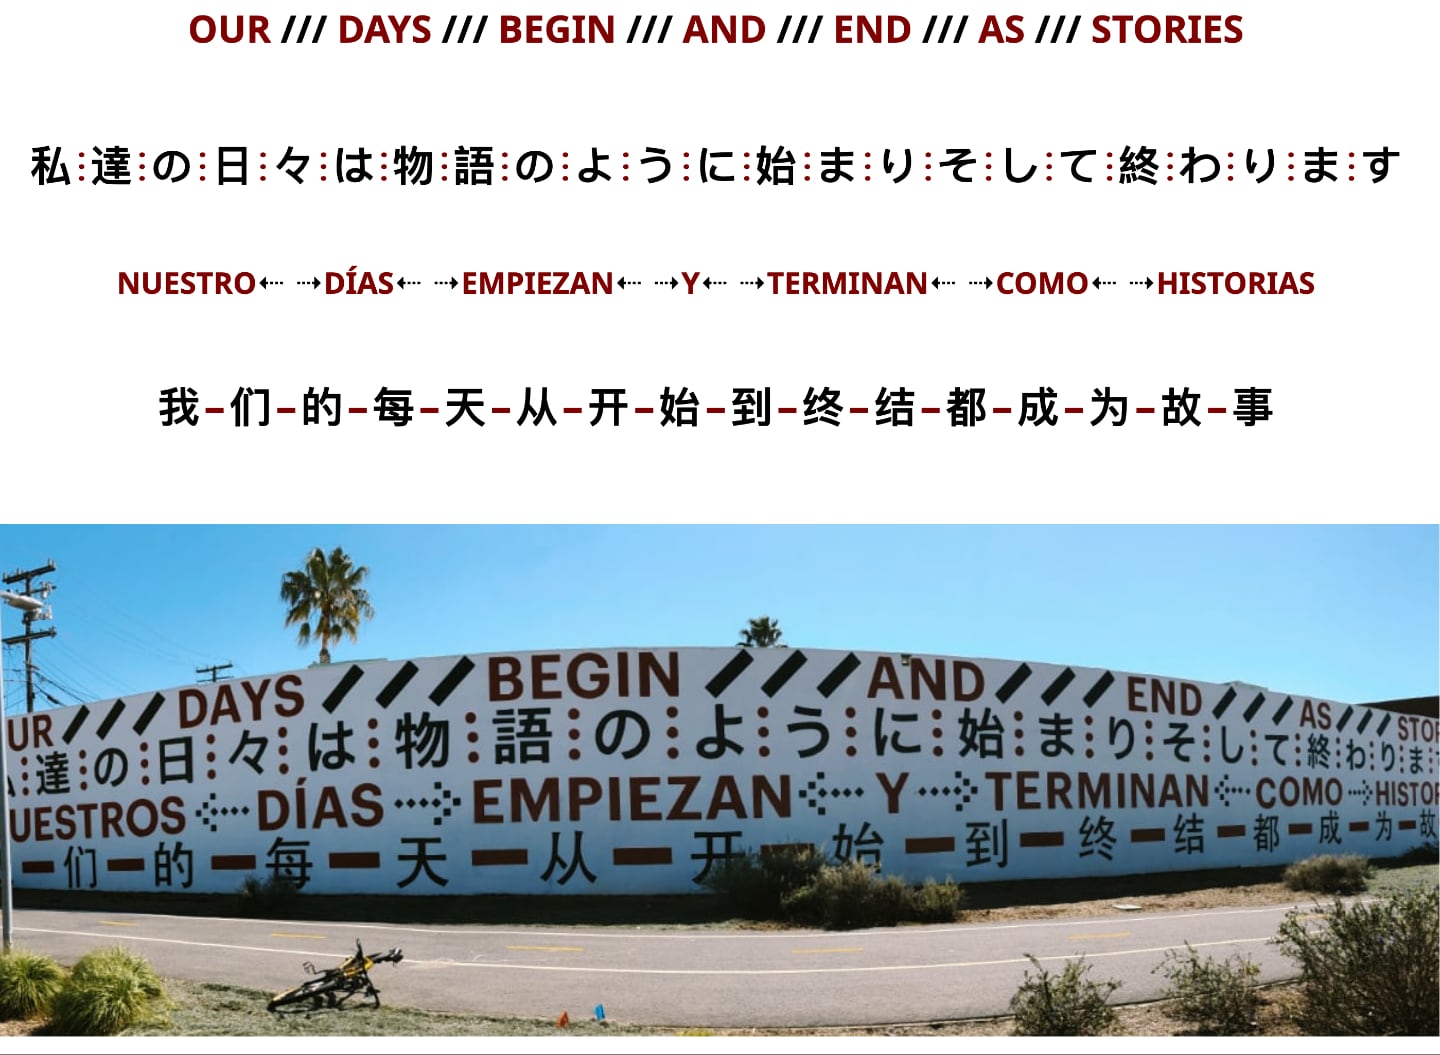 OUR /// DAYS /// BEGIN /// AND /// END /// AS /// STORIES
私⋮達⋮の⋮日⋮々⋮は⋮物⋮語⋮の⋮よ⋮う⋮に⋮始⋮ま⋮り⋮そ⋮し⋮て⋮終⋮わ⋮り⋮ま⋮す
NUESTRO⇠ ⇢DÍAS⇠ ⇢EMPIEZAN⇠ ⇢Y⇠ ⇢TERMINAN⇠ ⇢COMO⇠ ⇢HISTORIAS
我–们–的–每–天–从–开–始–到–终–结–都–成–为–故–事
UR /// DAYS /// BEGIN /// AND /// END /// AS /// STOR
⋮達⋮の⋮日⋮々⋮は⋮物⋮語⋮の⋮よ⋮う⋮に⋮始⋮ま⋮り⋮そ⋮し⋮て⋮終⋮わ⋮り⋮ま⋮
UESTROS⇠DÍAS⇢EMPIEZAN⇠Y⇢TERMINAN⇠COMO⇢HISTOR
–们–的–每–天–从–开–始–到–终–结–都–成–为–故